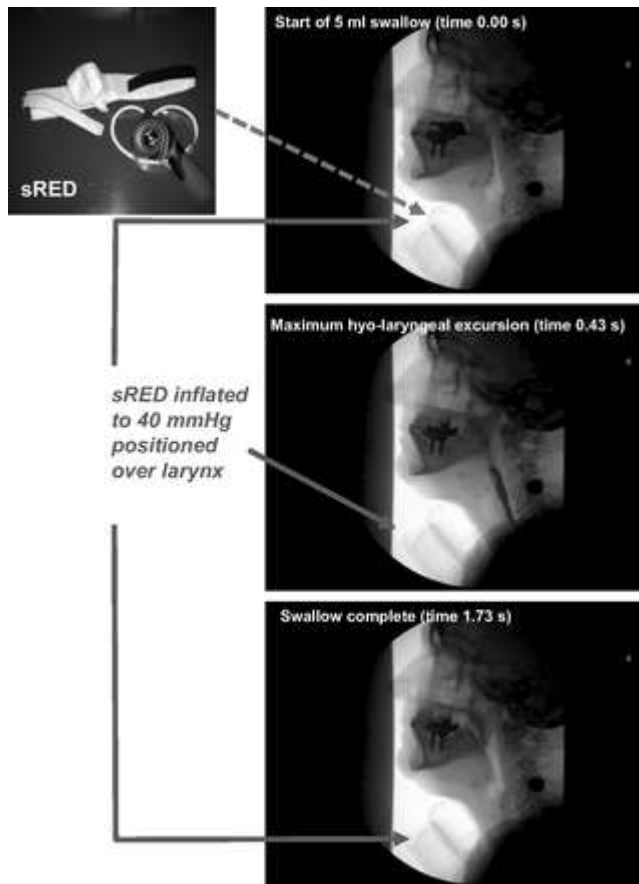 Start of 5 ml swallow (time 0.00 s)
sRED
Maximum hyo-laryngeal excursion (time 0.43 s)
sRED inflated
to 40 mmHg
positioned
over larynx
Swallow complete (time 1.73 s)